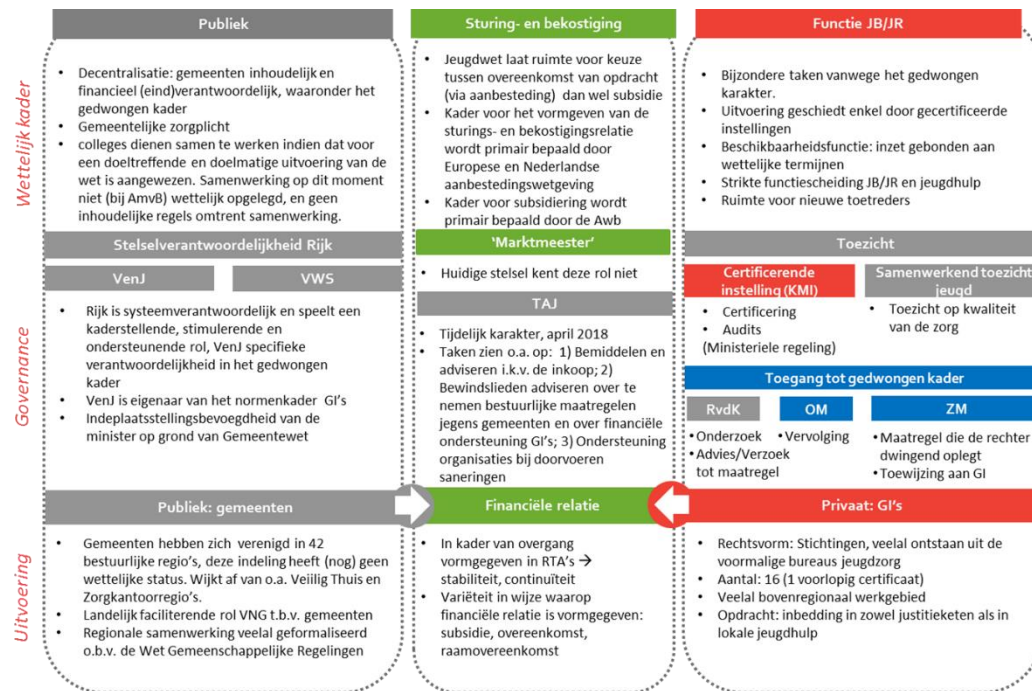 Publiek
Sturing- en bekostiging
Functie JB/JR
Wettelijk kader
• Decentralisatie: gemeenten inhoudelijk en
financieel (eind)verantwoordelijk, waaronder het
gedwongen kader
• Gemeentelijke zorgplicht
• colleges dienen samen te werken indien dat voor
een doeltreffende en doelmatige uitvoering van de
wet is aangewezen. Samenwerking op dit moment
niet (bij AmvB) wettelijk opgelegd, en geen
inhoudelijke regels omtrent samenwerking.
• Jeugdwet laat ruimte voor keuze
tussen overeenkomst van opdracht
(via aanbesteding) dan wel subsidie
• Kader voor het vormgeven van de
sturings- en bekostigingsrelatie
wordt primair bepaald door
Europese en Nederlandse
aanbestedingswetgeving
• Kader voor subsidiering wordt
primair bepaald door de Awb
• Bijzondere taken vanwege het gedwongen
karakter.
• Uitvoering geschiedt enkel door gecertificeerde
instellingen
• Beschikbaarheidsfunctie: inzet gebonden aan
wettelijke termijnen
• Strikte functiescheiding JB/JR en jeugdhulp
• Ruimte voor nieuwe toetreders
Governance
Stelselverantwoordelijkheid Rijk
VenJ
VWS
• Rijk is systeemverantwoordelijk en speelt een
kaderstellende, stimulerende en
ondersteunende rol, VenJ specifieke
verantwoordelijkheid in het gedwongen
kader
• VenJ is eigenaar van het normenkader GI's
• Indeplaatsstellingsbevoegdheid van de
minister op grond van Gemeentewet
'Marktmeester'
• Huidige stelsel kent deze rol niet
TAJ
• Tijdelijk karakter, april 2018
• Taken zien o.a. op: 1) Bemiddelen en
adviseren i.k.v. de inkoop; 2)
Bewindslieden adviseren over te
nemen bestuurlijke maatregelen
jegens gemeenten en over financiële
ondersteuning GI's; 3) Ondersteuning
organisaties bij doorvoeren
saneringen
Toezicht
Certificerende
instelling (KMI)
Samenwerkend toezicht
jeugd
• Certificering
• Audits
(Ministeriele regeling)
• Toezicht op kwaliteit
van de zorg
Toegang tot gedwongen kader
RvdK
OM
ZM
• Onderzoek
• Advies/Verzoek
tot maatregel
• Vervolging
• Maatregel die de rechter
dwingend oplegt
• Toewijzing aan GI
Uitvoering
Publiek: gemeenten
Financiële relatie
Privaat: GI's
• Gemeenten hebben zich verenigd in 42
bestuurlijke regio's, deze indeling heeft (nog) geen
wettelijke status. Wijkt af van o.a. Veiilig Thuis en
Zorgkantoorregio's.
• Landelijk faciliterende rol VNG t.b.v. gemeenten
• Regionale samenwerking veelal geformaliseerd
o.b.v. de Wet Gemeenschappelijke Regelingen
• In kader van overgang
vormgegeven in RTA's →
stabiliteit, continuïteit
• Variëteit in wijze waarop
financiële relatie is vormgegeven:
subsidie, overeenkomst,
raamovereenkomst
• Rechtsvorm: Stichtingen, veelal ontstaan uit de
voormalige bureaus jeugdzorg
• Aantal: 16 (1 voorlopig certificaat)
• Veelal bovenregionaal werkgebied
• Opdracht: inbedding in zowel justitieketen als in
lokale jeugdhulp